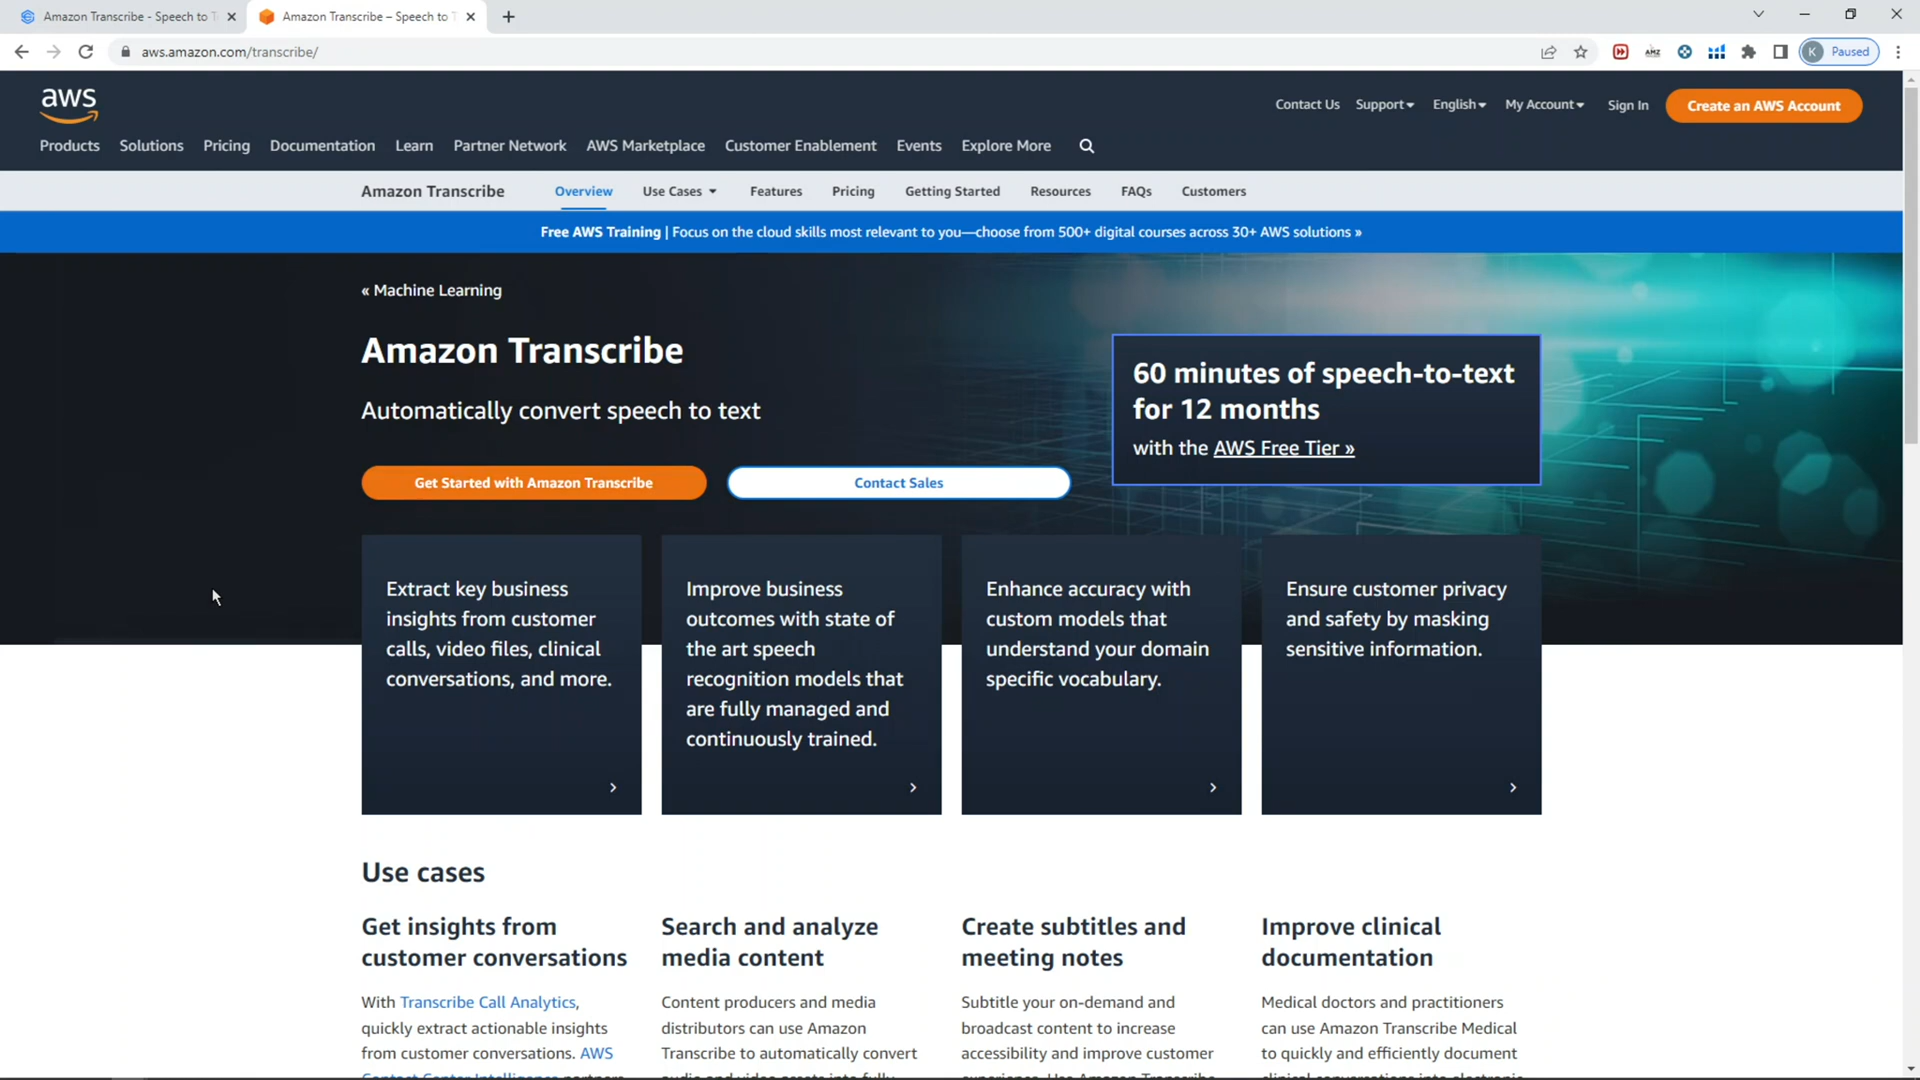 Amazon Transcribe - Speech to T
Amazon Transcribe – Speech to T
aws.amazon.com/transcribe/
AMZ
K Paused
aws
Contact Us Support English My Account Sign In Create an AWS Account
Products Solutions Pricing Documentation Learn Partner Network AWS Marketplace Customer Enablement Events Explore More
Amazon Transcribe Overview Use Cases Features Pricing Getting Started Resources FAQs Customers
Free AWS Training | Focus on the cloud skills most relevant to you—choose from 500+ digital courses across 30+ AWS solutions »
« Machine Learning
Amazon Transcribe
Automatically convert speech to text
Get Started with Amazon Transcribe
Contact Sales
60 minutes of speech-to-text
for 12 months
with the AWS Free Tier »
Extract key business
insights from customer
calls, video files, clinical
conversations, and more.
Improve business
outcomes with state of
the art speech
recognition models that
are fully managed and
continuously trained.
Enhance accuracy with
custom models that
understand your domain
specific vocabulary.
Ensure customer privacy
and safety by masking
sensitive information.
Use cases
Get insights from
customer conversations
With Transcribe Call Analytics,
quickly extract actionable insights
from customer conversations. AWS
Search and analyze
media content
Content producers and media
distributors can use Amazon
Transcribe to automatically convert
Create subtitles and
meeting notes
Subtitle your on-demand and
broadcast content to increase
accessibility and improve customer
Improve clinical
documentation
Medical doctors and practitioners
can use Amazon Transcribe Medical
to quickly and efficiently document